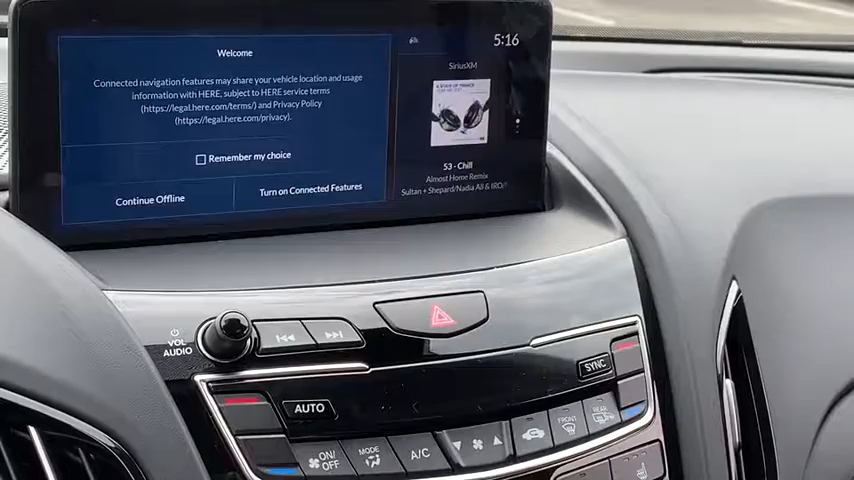 Welcome
Connected navigation features may share your vehicle location and usage
information with HERE, subject to HERE service terms
(https://legal.here.com/terms/) and Privacy Policy
(https://legal.here.com/privacy).
Remember my choice
Continue Offline
Turn on Connected Features
5:16
SiriusXM
A STATE OF TRANCE
53 - Chill
Almost Home Remix
Sultan + Shepard/Nadia Ali & IRO/
VOL
AUDIO
AUTO
SYNC
ON/
OFF
MODE
A/C
FRONT
REAR